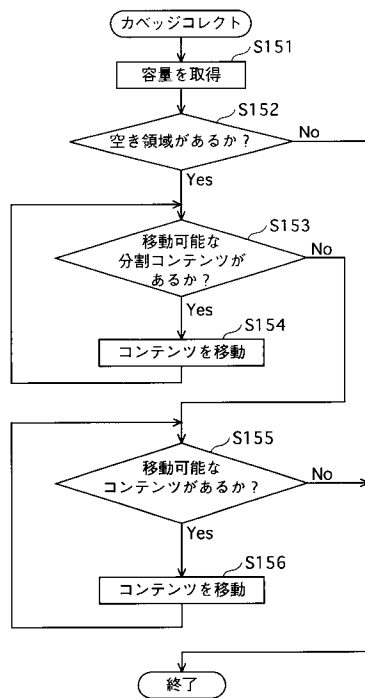 カベッジコレクト
S151
容量を取得
S152
空き領域があるか？
No
Yes
S153
移動可能な
分割コンテンツが
あるか？
No
Yes
S154
コンテンツを移動
S155
移動可能な
コンテンツがあるか？
No
Yes
S156
コンテンツを移動
終了